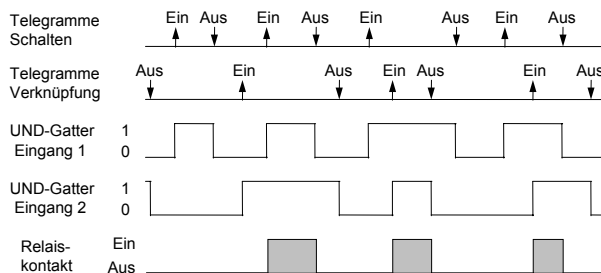 Telegramme Schalten Ein Aus Ein Aus Ein Aus Ein Aus
Telegramme Verknüpfung Aus Ein Aus Ein Aus Ein Aus
UND-Gatter 1
Eingang 1 0
UND-Gatter 1
Eingang 2 0
Relais- Ein
kontakt Aus